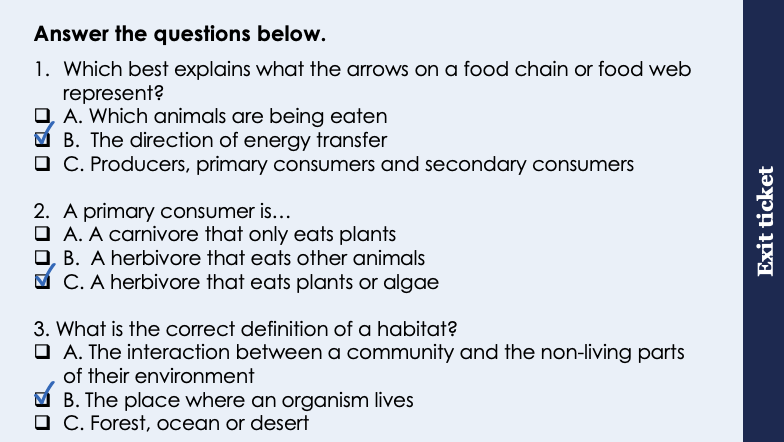 Answer the questions below.
1. Which best explains what the arrows on a food chain or food web
represent?
A. Which animals are being eaten
B. The direction of energy transfer
C. Producers, primary consumers and secondary consumers
2. A primary consumer is…
A. A carnivore that only eats plants
B. A herbivore that eats other animals
C. A herbivore that eats plants or algae
3. What is the correct definition of a habitat?
A. The interaction between a community and the non-living parts
of their environment
B. The place where an organism lives
C. Forest, ocean or desert
Exit ticket